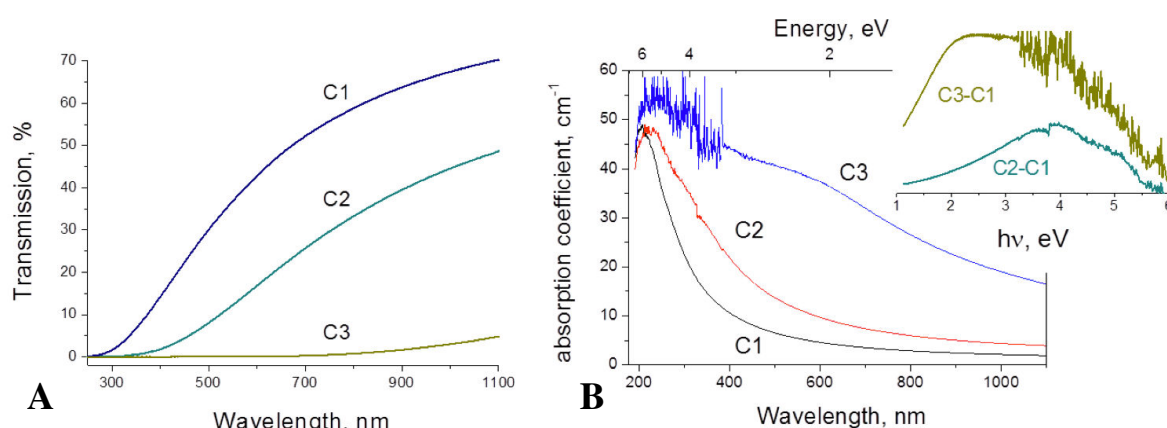 70
60
50
40
30
20
10
0
Transmission, %
C1
C2
C3
300 500 700 900 1100
Wavelength, nm
A
Energy, eV
6 4 2
60
50
40
30
20
10
0
absorption coefficient, cm⁻¹
C3
C2
C1
200 400 600 800 1000
Wavelength, nm
B
C3-C1
C2-C1
1 2 3 4 5 6
hν, eV